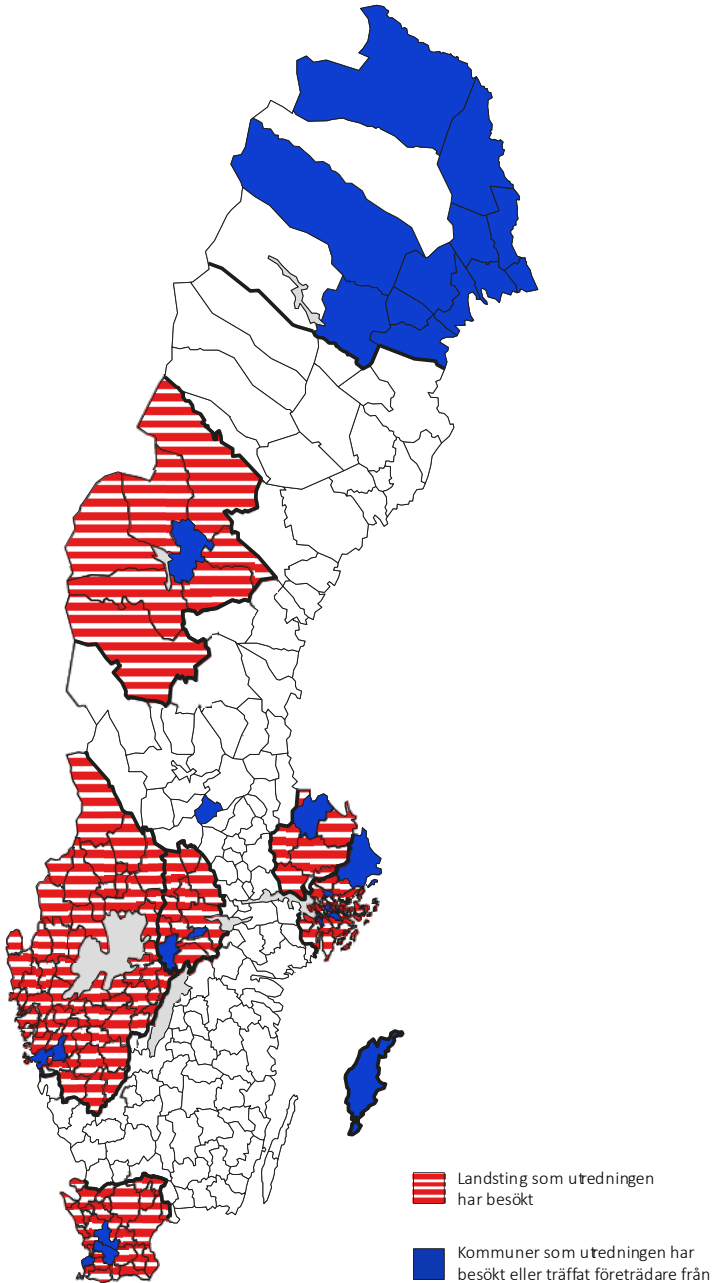 Landsting som utredningen
har besökt
Kommuner som utredningen har
besökt eller träffat företrädare från